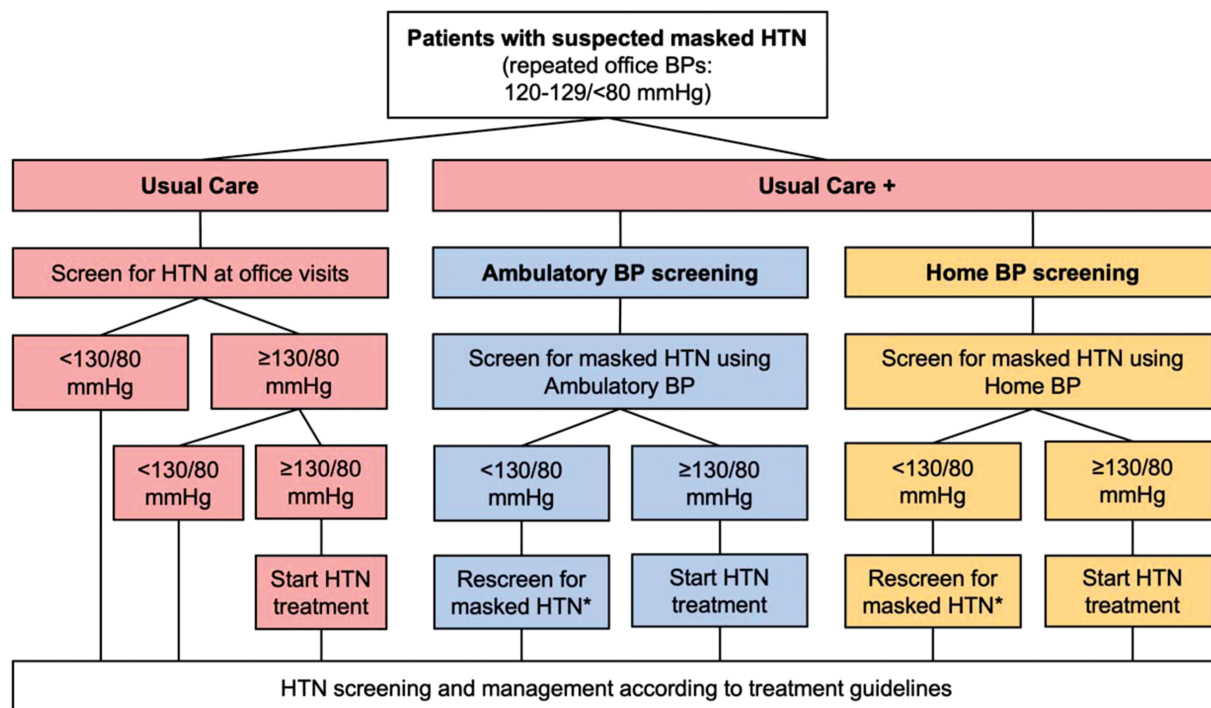 Patients with suspected masked HTN
(repeated office BPs:
120-129/<80 mmHg)
Usual Care
Usual Care +
Screen for HTN at office visits
Ambulatory BP screening
Home BP screening
<130/80
mmHg
≥130/80
mmHg
Screen for masked HTN using
Ambulatory BP
Screen for masked HTN using
Home BP
<130/80
mmHg
≥130/80
mmHg
<130/80
mmHg
≥130/80
mmHg
<130/80
mmHg
≥130/80
mmHg
Start HTN
treatment
Rescreen for
masked HTN*
Start HTN
treatment
Rescreen for
masked HTN*
Start HTN
treatment
HTN screening and management according to treatment guidelines